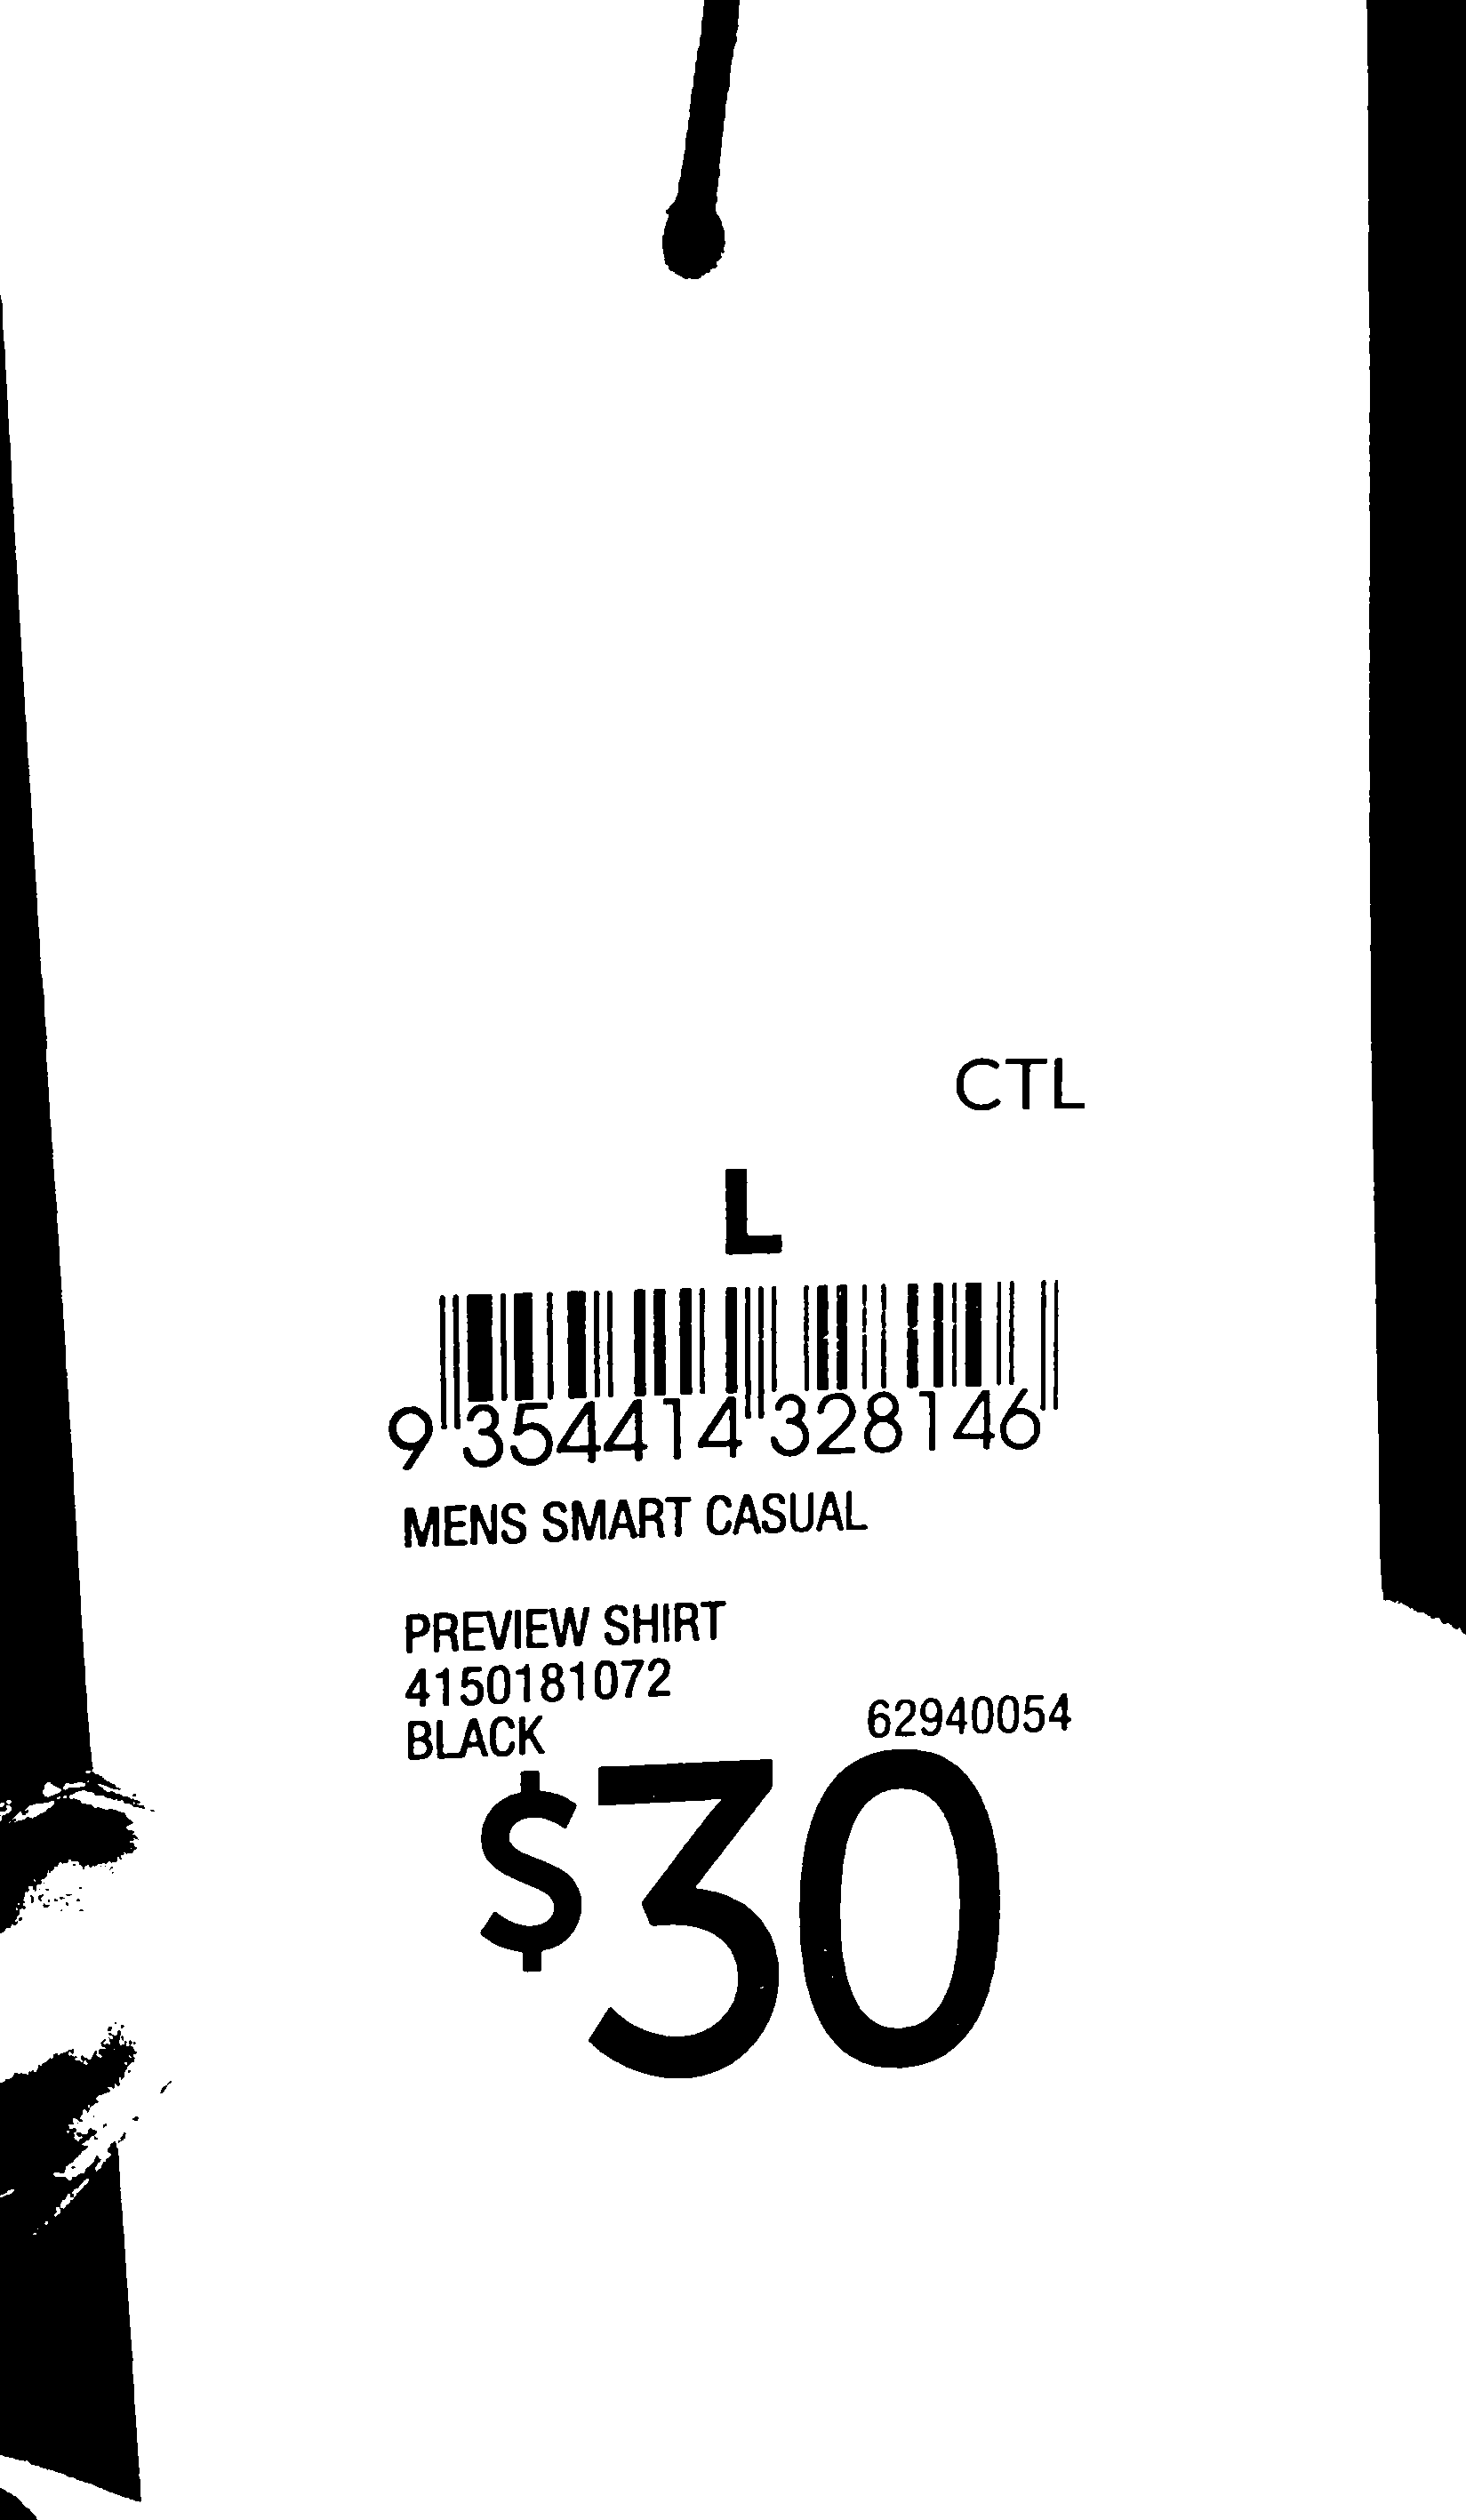 CTL
L
9 354414 328146
MENS SMART CASUAL
PREVIEW SHIRT
4150181072
BLACK 62940054
$30